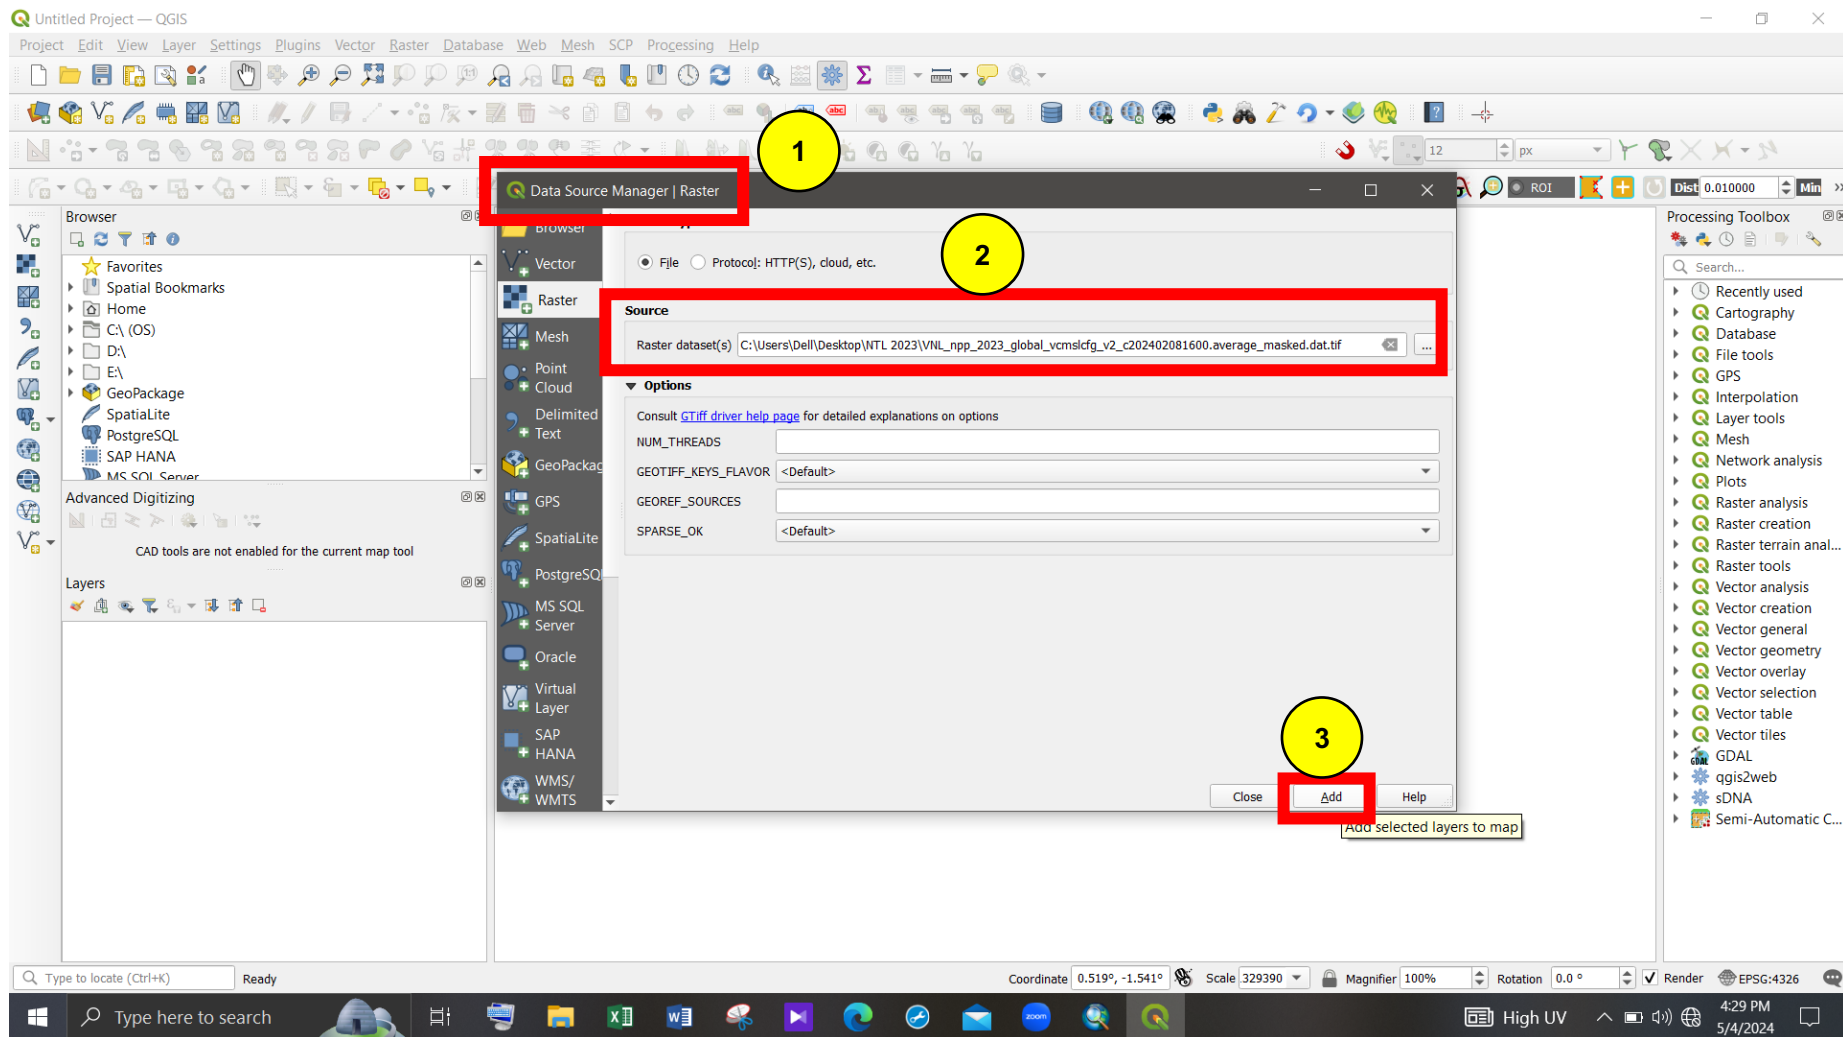 Untitled Project — QGIS
Project Edit View Layer Settings Plugins Vector Raster Database Web Mesh SCP Processing Help
12 px
1
Data Source Manager | Raster
ROI Dist 0.010000 Min
Browser
Favorites
Spatial Bookmarks
Home
C:\ (OS)
D:\
E:\
GeoPackage
SpatiaLite
PostgreSQL
SAP HANA
MS SQL Server
Advanced Digitizing
CAD tools are not enabled for the current map tool
Layers
Browser
Vector
Raster
Mesh
Point
Cloud
Delimited
Text
GeoPackag
GPS
SpatiaLite
PostgreSQ
MS SQL
Server
Oracle
Virtual
Layer
SAP
HANA
WMS/
WMTS
2
File Protocol: HTTP(S), cloud, etc.
Source
Raster dataset(s) C:\Users\Dell\Desktop\NTL 2023\VNL_npp_2023_global_vcmslcfg_v2_c202402081600.average_masked.dat.tif ...
Options
Consult GTiff driver help page for detailed explanations on options
NUM_THREADS
GEOTIFF_KEYS_FLAVOR <Default>
GEOREF_SOURCES
SPARSE_OK <Default>
3
Close Add Help
Add selected layers to map
Processing Toolbox
Search...
Recently used
Cartography
Database
File tools
GPS
Interpolation
Layer tools
Mesh
Network analysis
Plots
Raster analysis
Raster creation
Raster terrain anal...
Raster tools
Vector analysis
Vector creation
Vector general
Vector geometry
Vector overlay
Vector selection
Vector table
Vector tiles
GDAL
qgis2web
sDNA
Semi-Automatic C...
Type to locate (Ctrl+K) Ready Coordinate 0.519°, -1.541° Scale 329390 Magnifier 100% Rotation 0.0 ° Render EPSG:4326
Type here to search zoom High UV 4:29 PM
5/4/2024